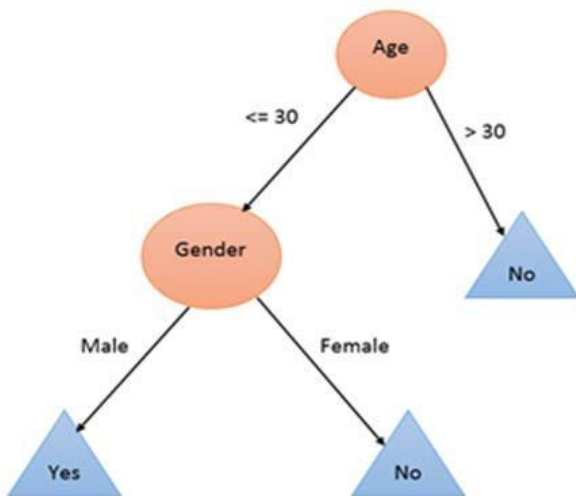 Age
<= 30
> 30
Gender
No
Male
Female
Yes
No